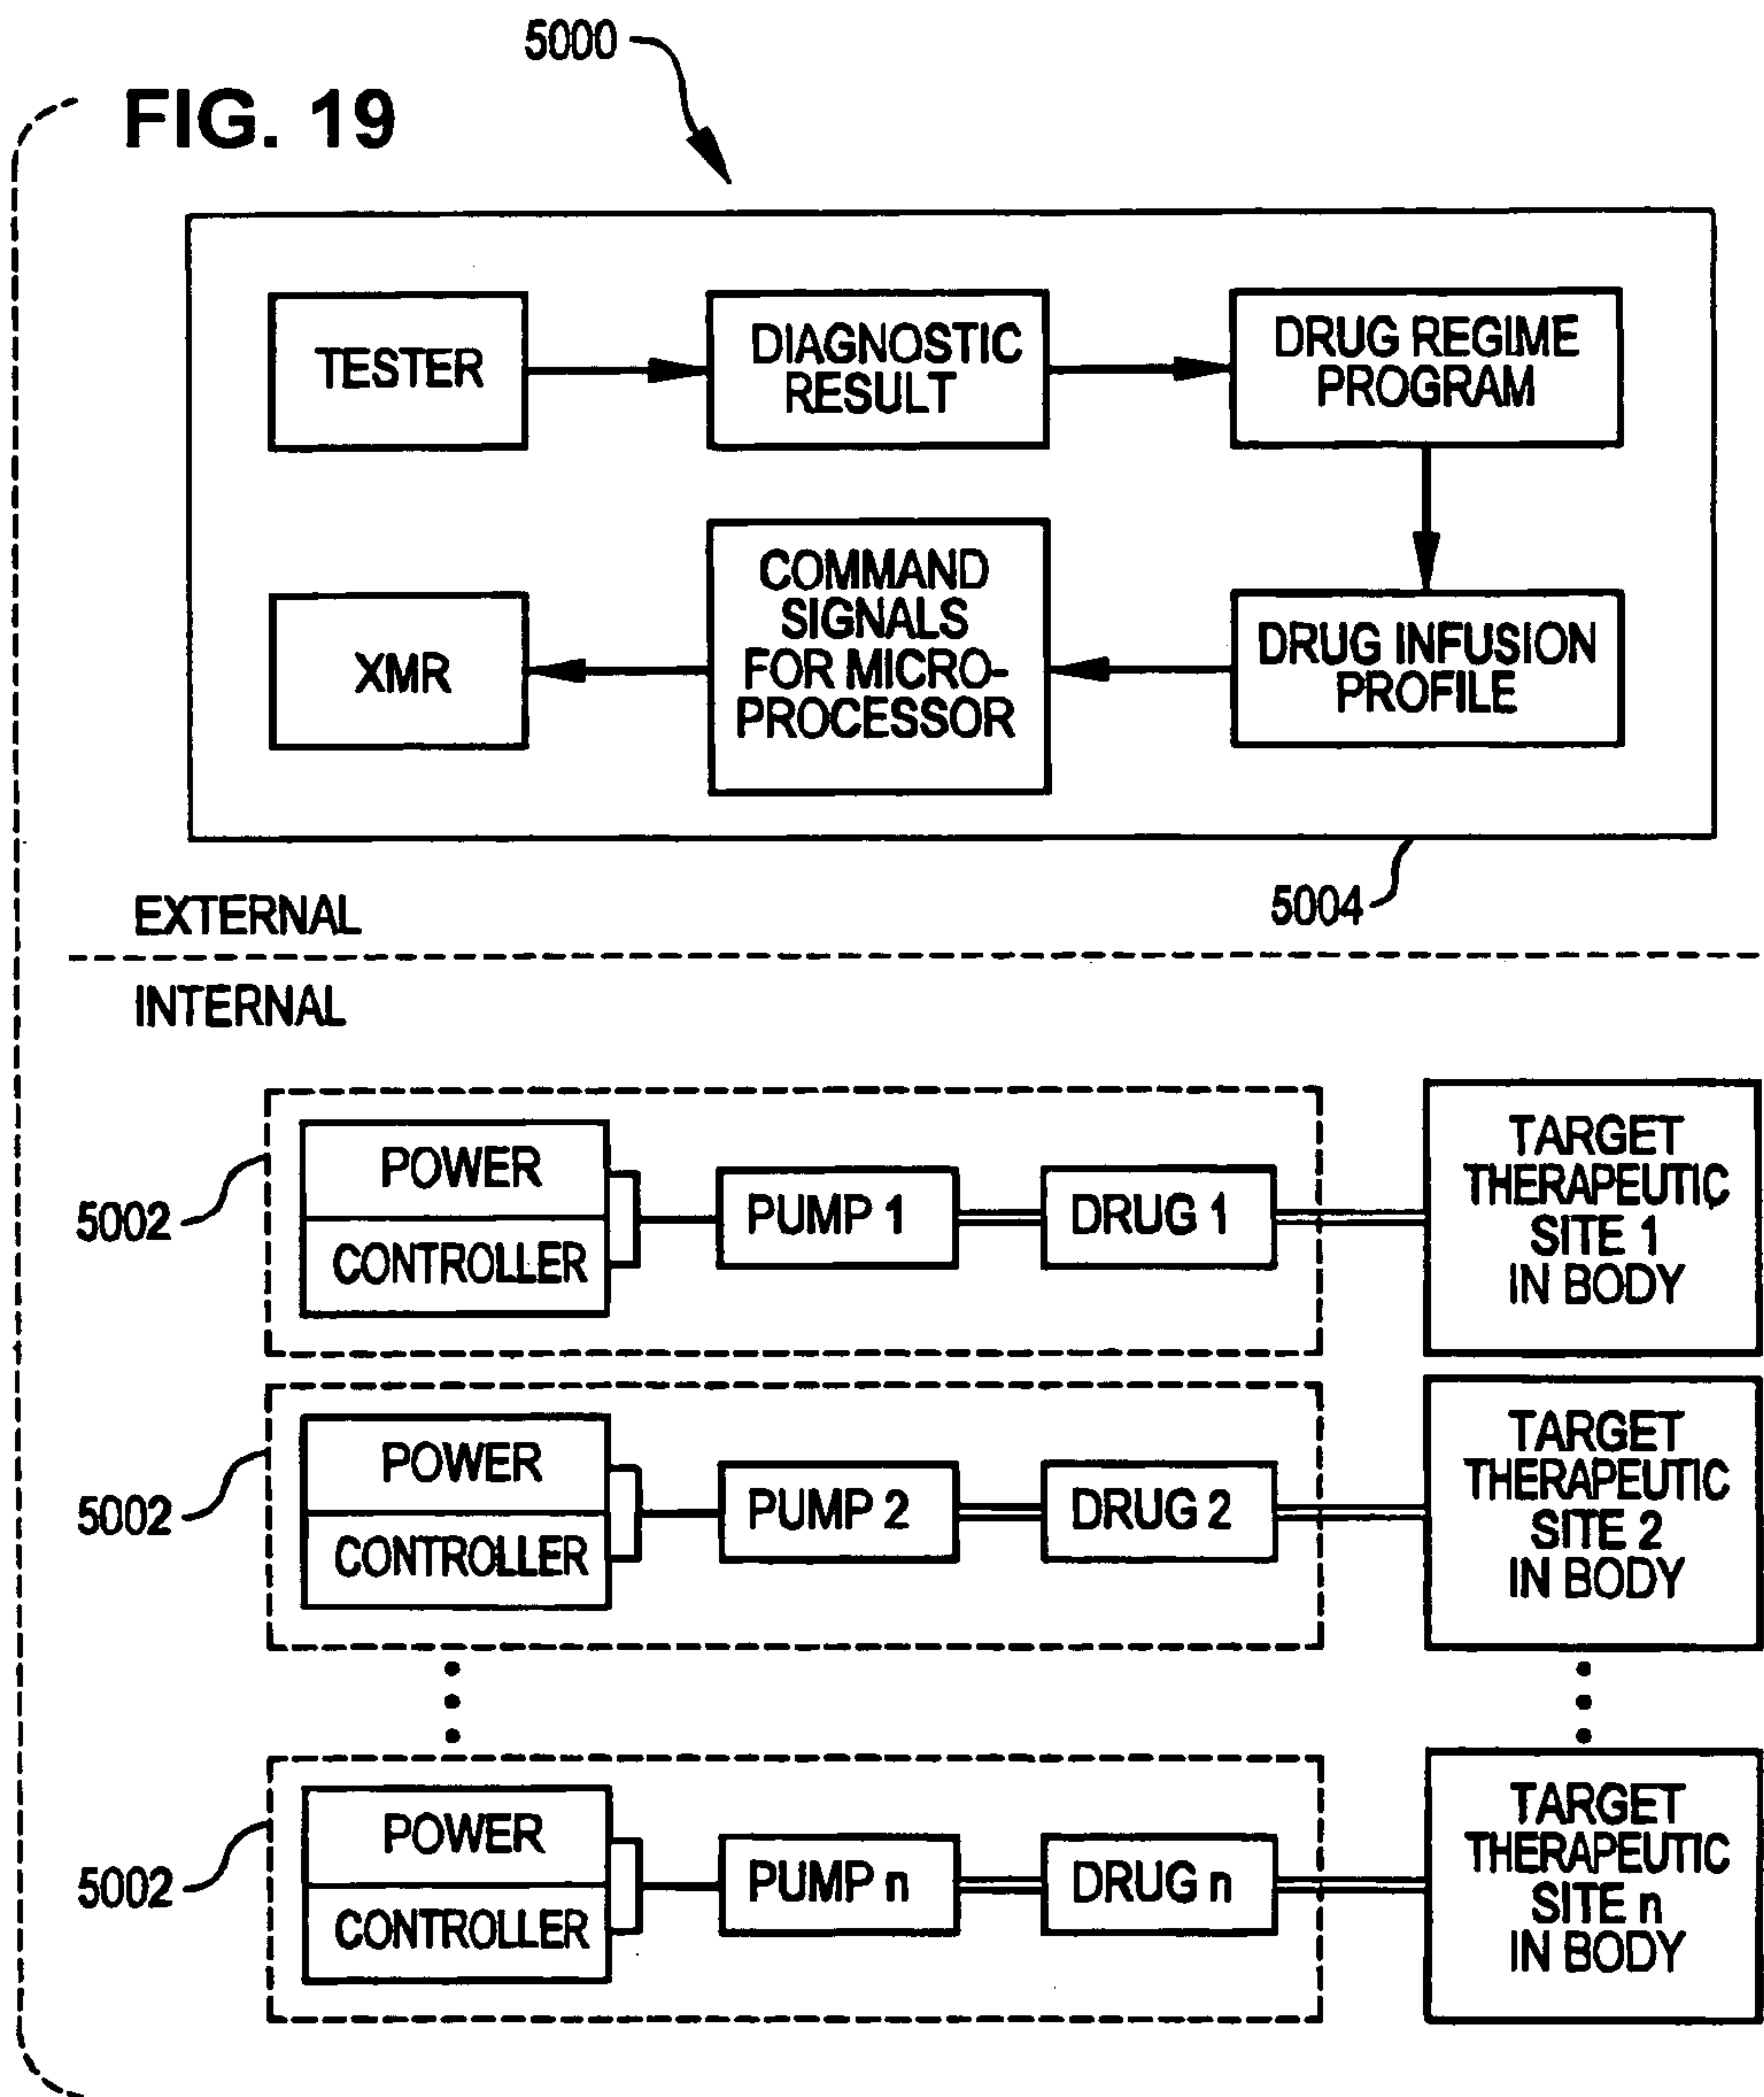 5000
FIG. 19
TESTER
DIAGNOSTIC
RESULT
DRUG REGIME
PROGRAM
XMR
COMMAND
SIGNALS
FOR MICRO-
PROCESSOR
DRUG INFUSION
PROFILE
5004
EXTERNAL
INTERNAL
5002
POWER
CONTROLLER
PUMP 1
DRUG 1
TARGET
THERAPEUTIC
SITE 1
IN BODY
5002
POWER
CONTROLLER
PUMP 2
DRUG 2
TARGET
THERAPEUTIC
SITE 2
IN BODY
5002
POWER
CONTROLLER
PUMP n
DRUG n
TARGET
THERAPEUTIC
SITE n
IN BODY